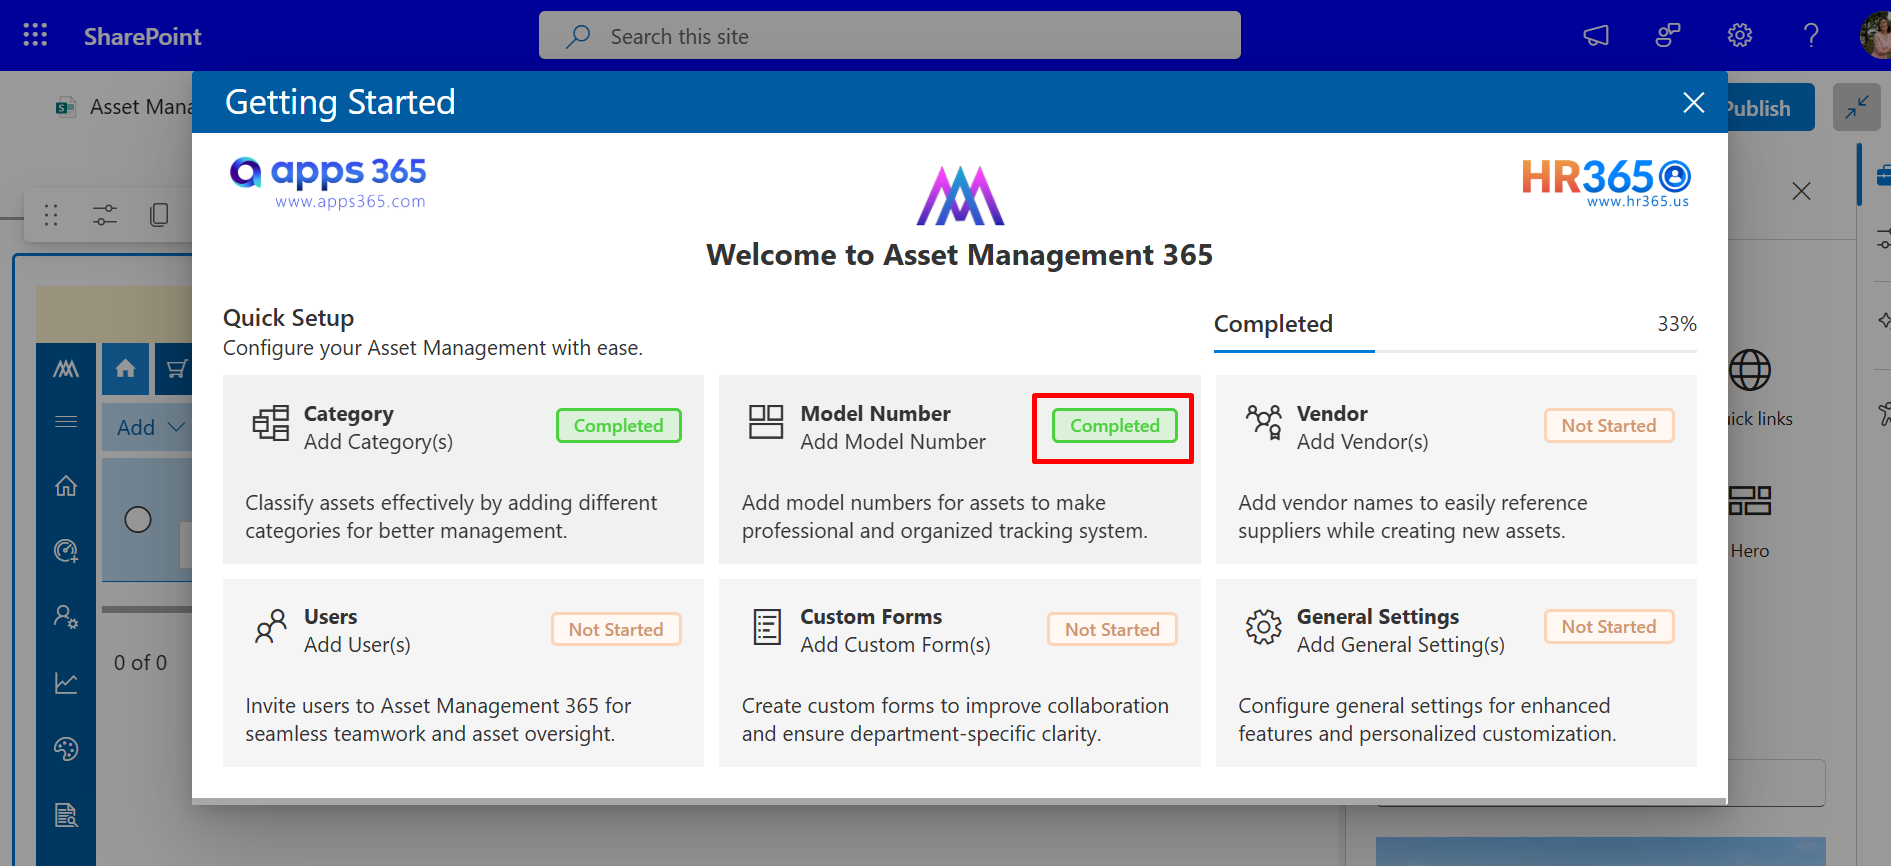 SharePoint
Search this site
Asset Mana
Getting Started
Publish
apps 365
www.apps365.com
HR365
www.hr365.us
Welcome to Asset Management 365
Quick Setup
Configure your Asset Management with ease.
Completed
33%
Category
Add Category(s)
Completed
Classify assets effectively by adding different
categories for better management.
Model Number
Add Model Number
Completed
Add model numbers for assets to make
professional and organized tracking system.
Vendor
Add Vendor(s)
Not Started
Add vendor names to easily reference
suppliers while creating new assets.
Users
Add User(s)
Not Started
Invite users to Asset Management 365 for
seamless teamwork and asset oversight.
Custom Forms
Add Custom Form(s)
Not Started
Create custom forms to improve collaboration
and ensure department-specific clarity.
General Settings
Add General Setting(s)
Not Started
Configure general settings for enhanced
features and personalized customization.
Add
0 of 0
ick links
Hero